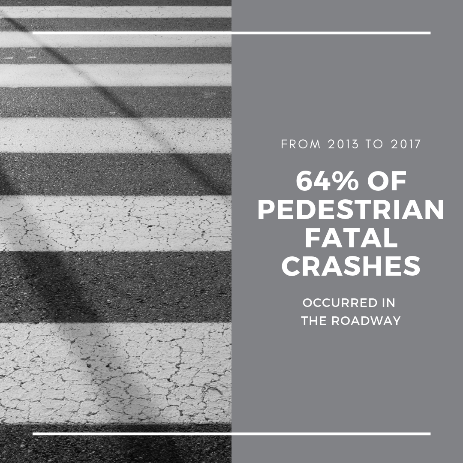 FROM 2013 TO 2017
64% OF
PEDESTRIAN
FATAL
CRASHES
OCCURRED IN
THE ROADWAY